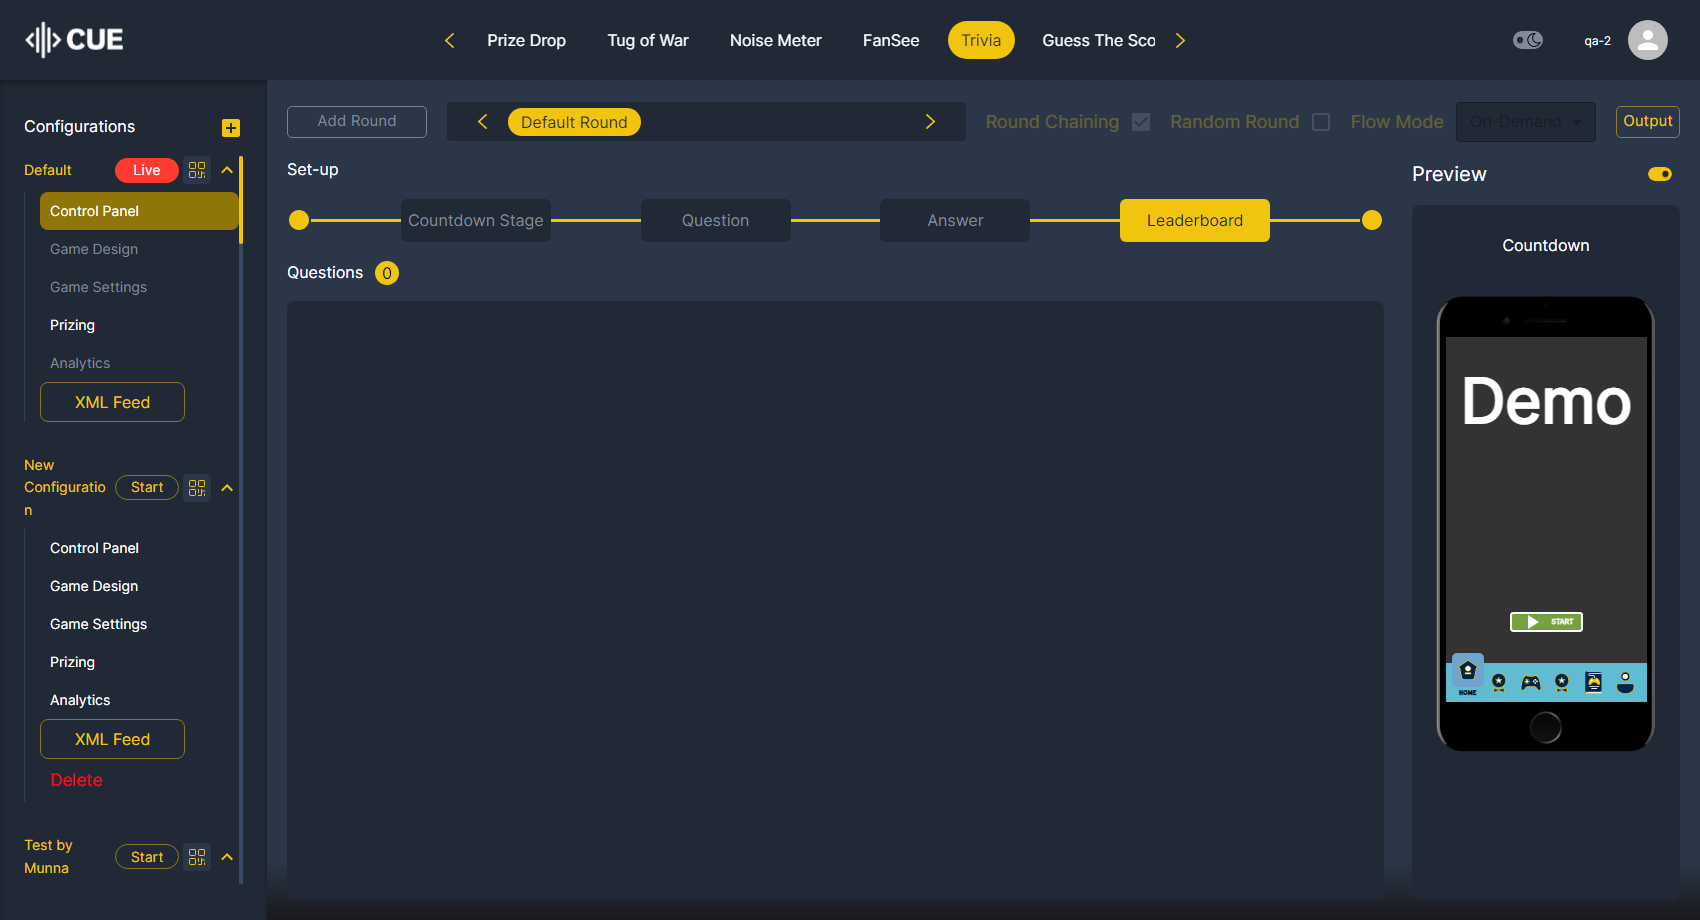 CUE
Prize Drop
Tug of War
Noise Meter
FanSee
Trivia
Guess The Sco
qa-2
Configurations
Default
Live
Control Panel
Game Design
Game Settings
Prizing
Analytics
XML Feed
New
Configuratio
n
Start
Control Panel
Game Design
Game Settings
Prizing
Analytics
XML Feed
Delete
Test by
Munna
Start
Add Round
Default Round
Round Chaining
Random Round
Flow Mode
On-Demand
Output
Set-up
Countdown Stage
Question
Answer
Leaderboard
Questions 0
Preview
Countdown
Demo
START
HOME